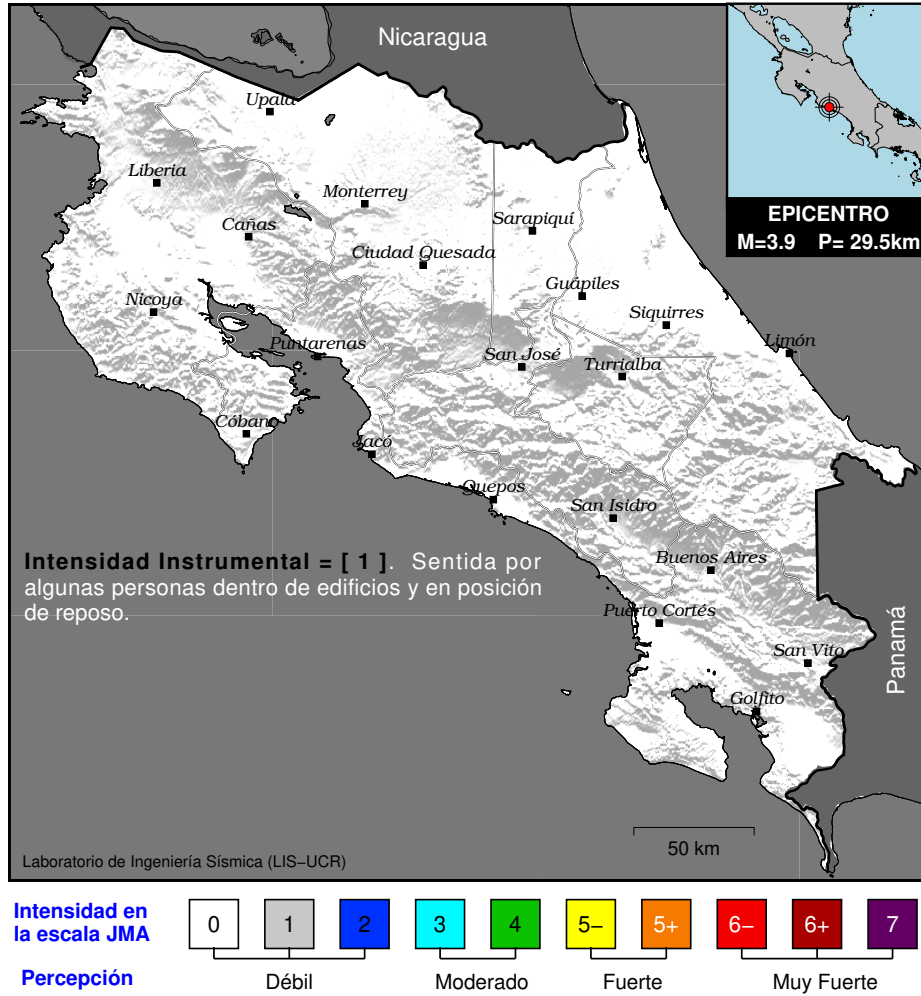 Nicaragua
Upala
Liberia
Monterrey
Cañas
Sarapiquí
Ciudad Quesada
Nicoya
Guápiles
Siquirres
Puntarenas
San José
Limón
Turrialba
Cóbano
Jacó
Quepos
San Isidro
Buenos Aires
Puerto Cortés
San Vito
Golfito
Panamá
EPICENTRO
M=3.9 P= 29.5km
Intensidad Instrumental = [ 1 ]. Sentida por
algunas personas dentro de edificios y en posición
de reposo.
50 km
Laboratorio de Ingeniería Sísmica (LIS−UCR)
Intensidad en
la escala JMA
0 1 2 3 4 5− 5+ 6− 6+ 7
Percepción
Débil Moderado Fuerte Muy Fuerte